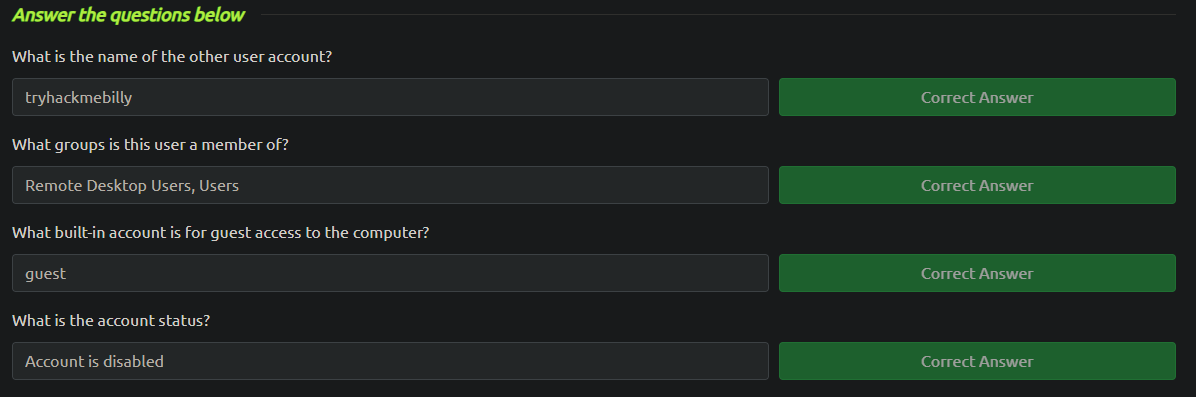 Answer the questions below
What is the name of the other user account?
tryhackmebilly
Correct Answer
What groups is this user a member of?
Remote Desktop Users, Users
Correct Answer
What built-in account is for guest access to the computer?
guest
Correct Answer
What is the account status?
Account is disabled
Correct Answer